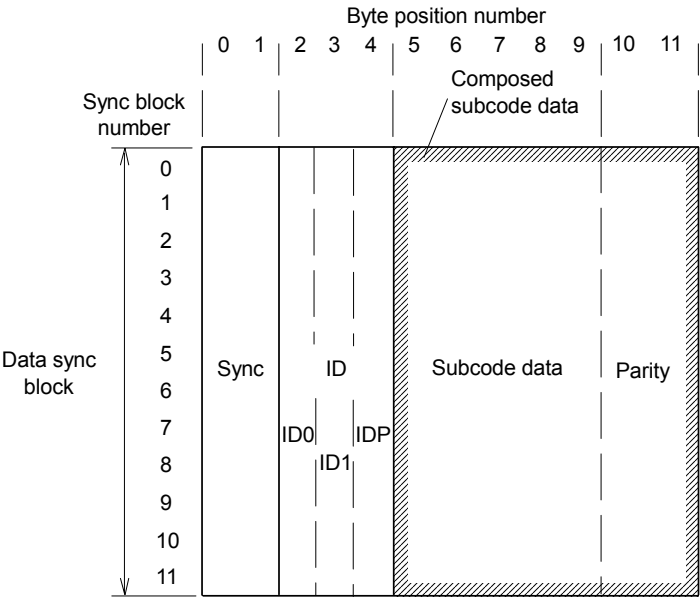 Byte position number
0 1 2 3 4 5 6 7 8 9 10 11
Composed
subcode data
Sync block
number
0
1
2
3
4
5
6
7
8
9
10
11
Data sync
block
Sync
ID
Subcode data
Parity
ID0
IDP
ID1